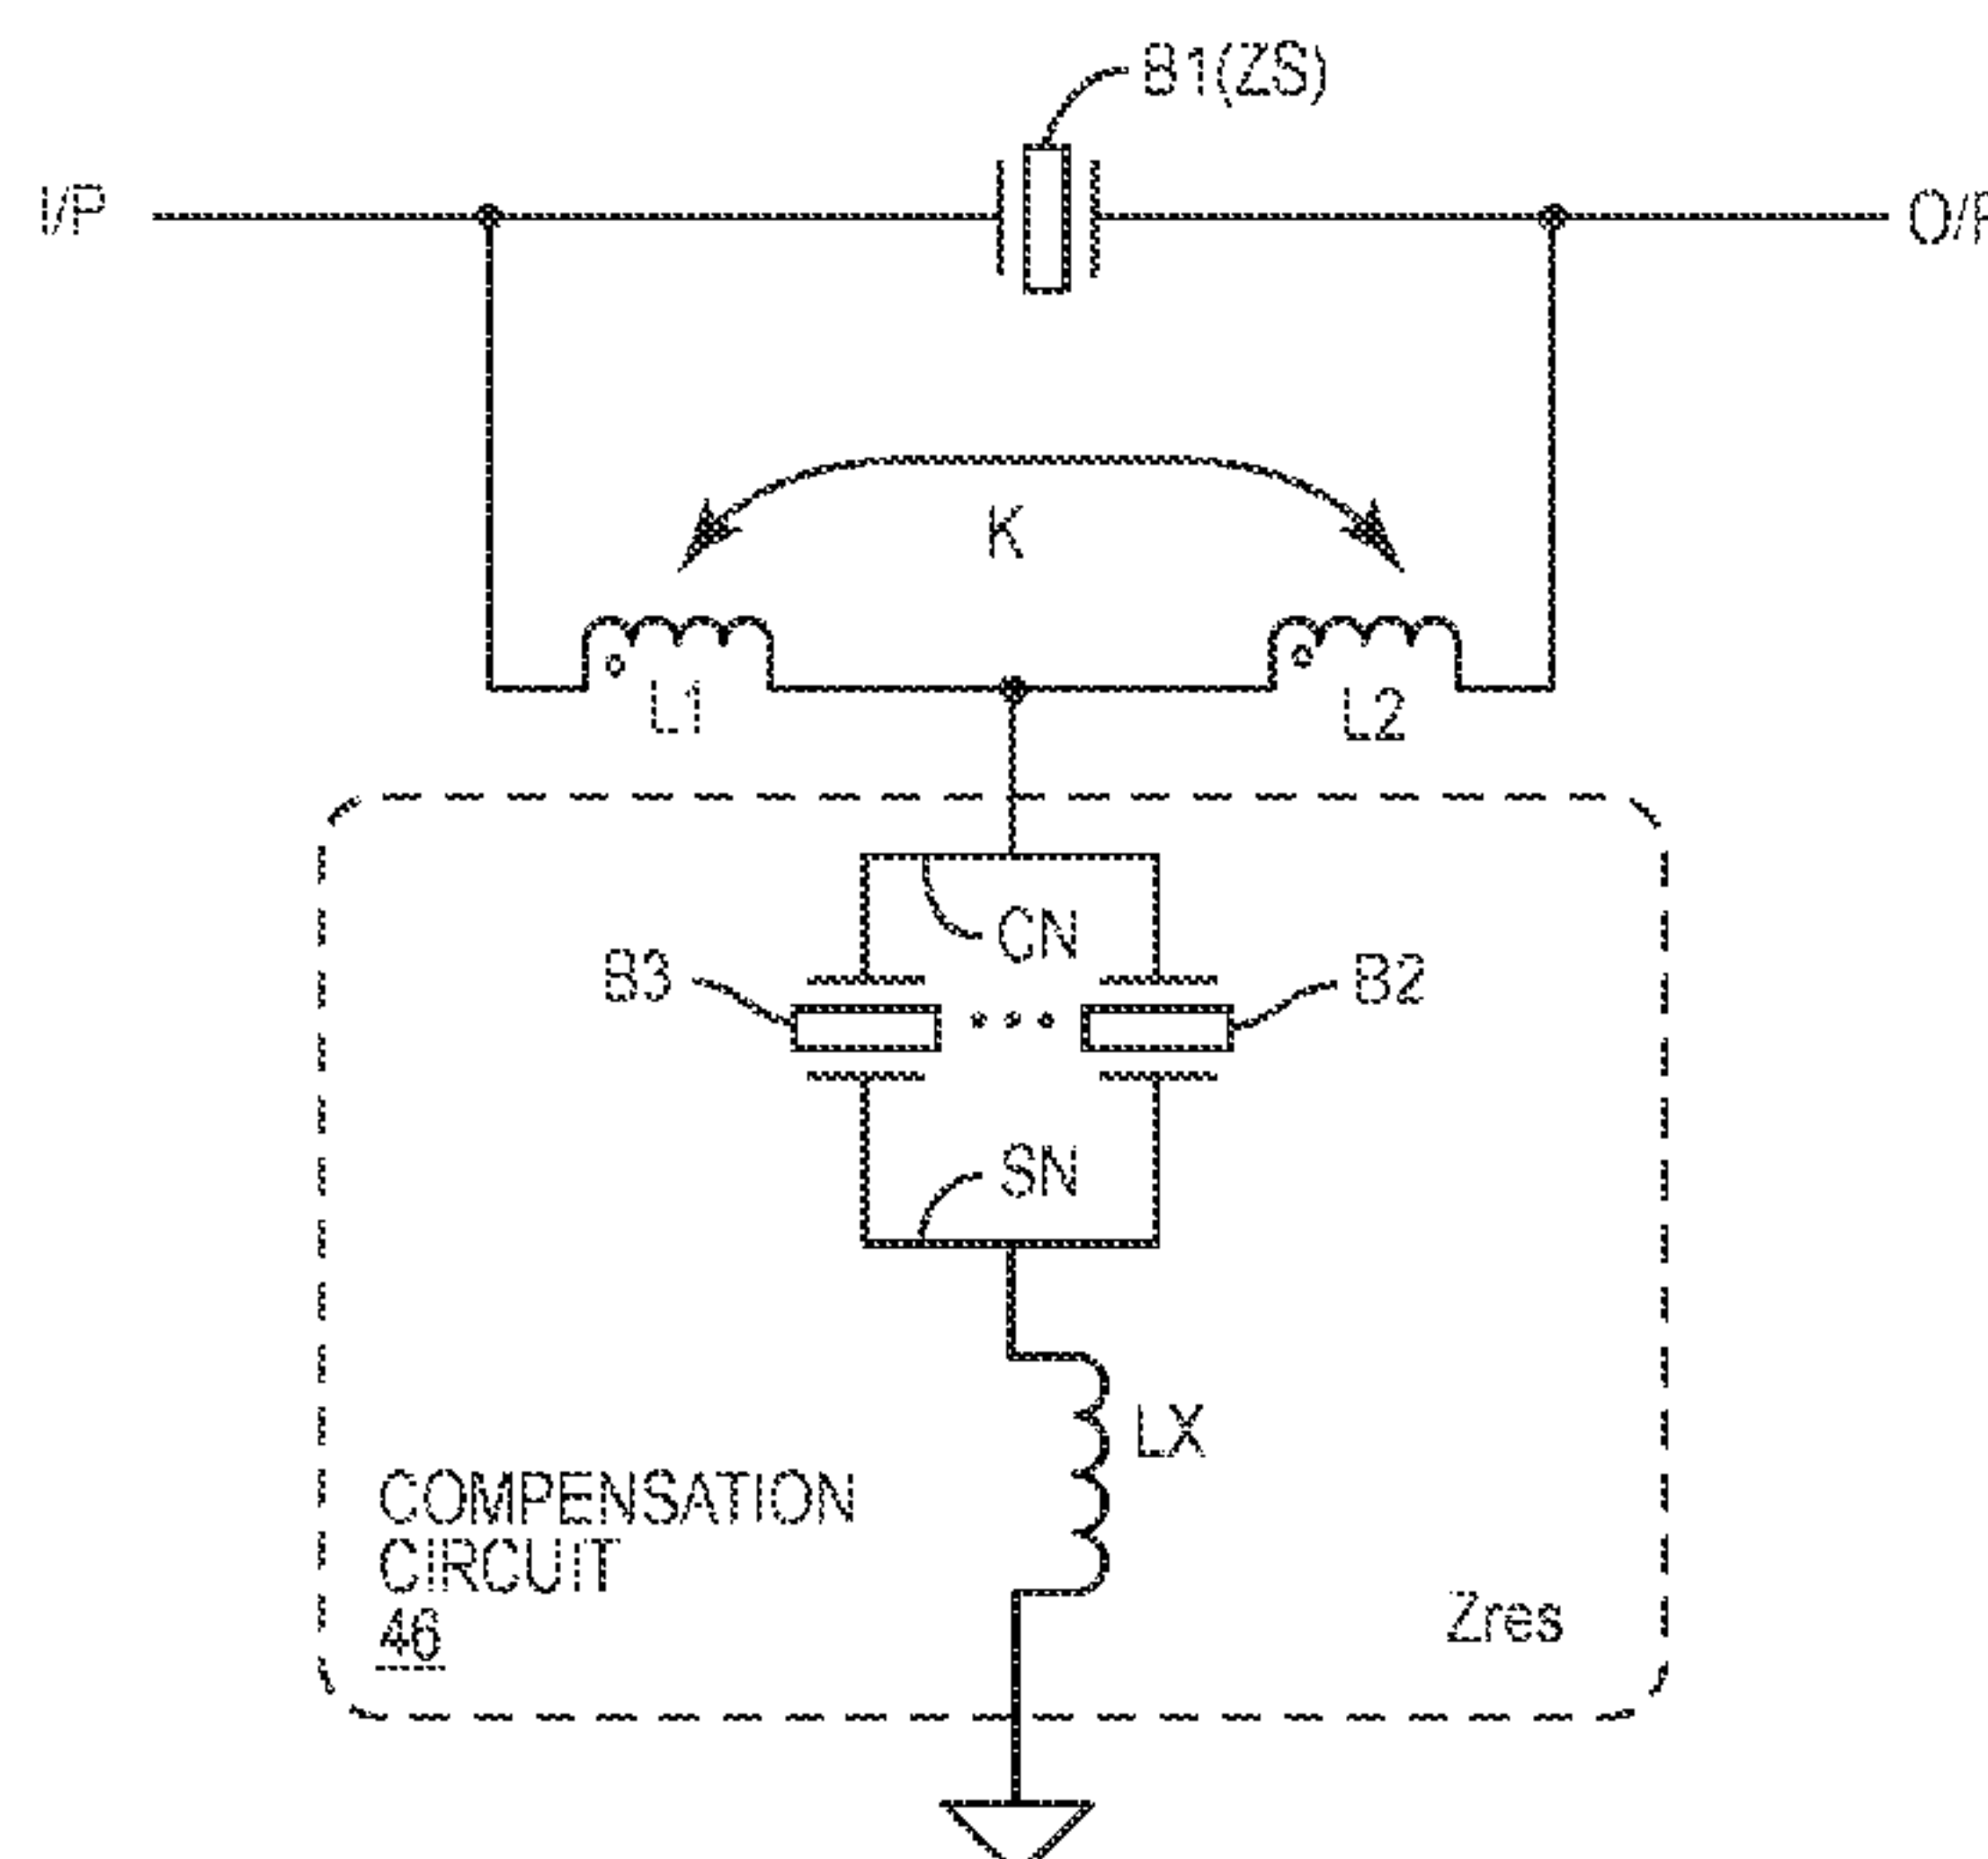 B1(ZS)
I/P
O/P
K
L1
L2
CN
B3
B2
SN
LX
COMPENSATION
CIRCUIT
46
Zres